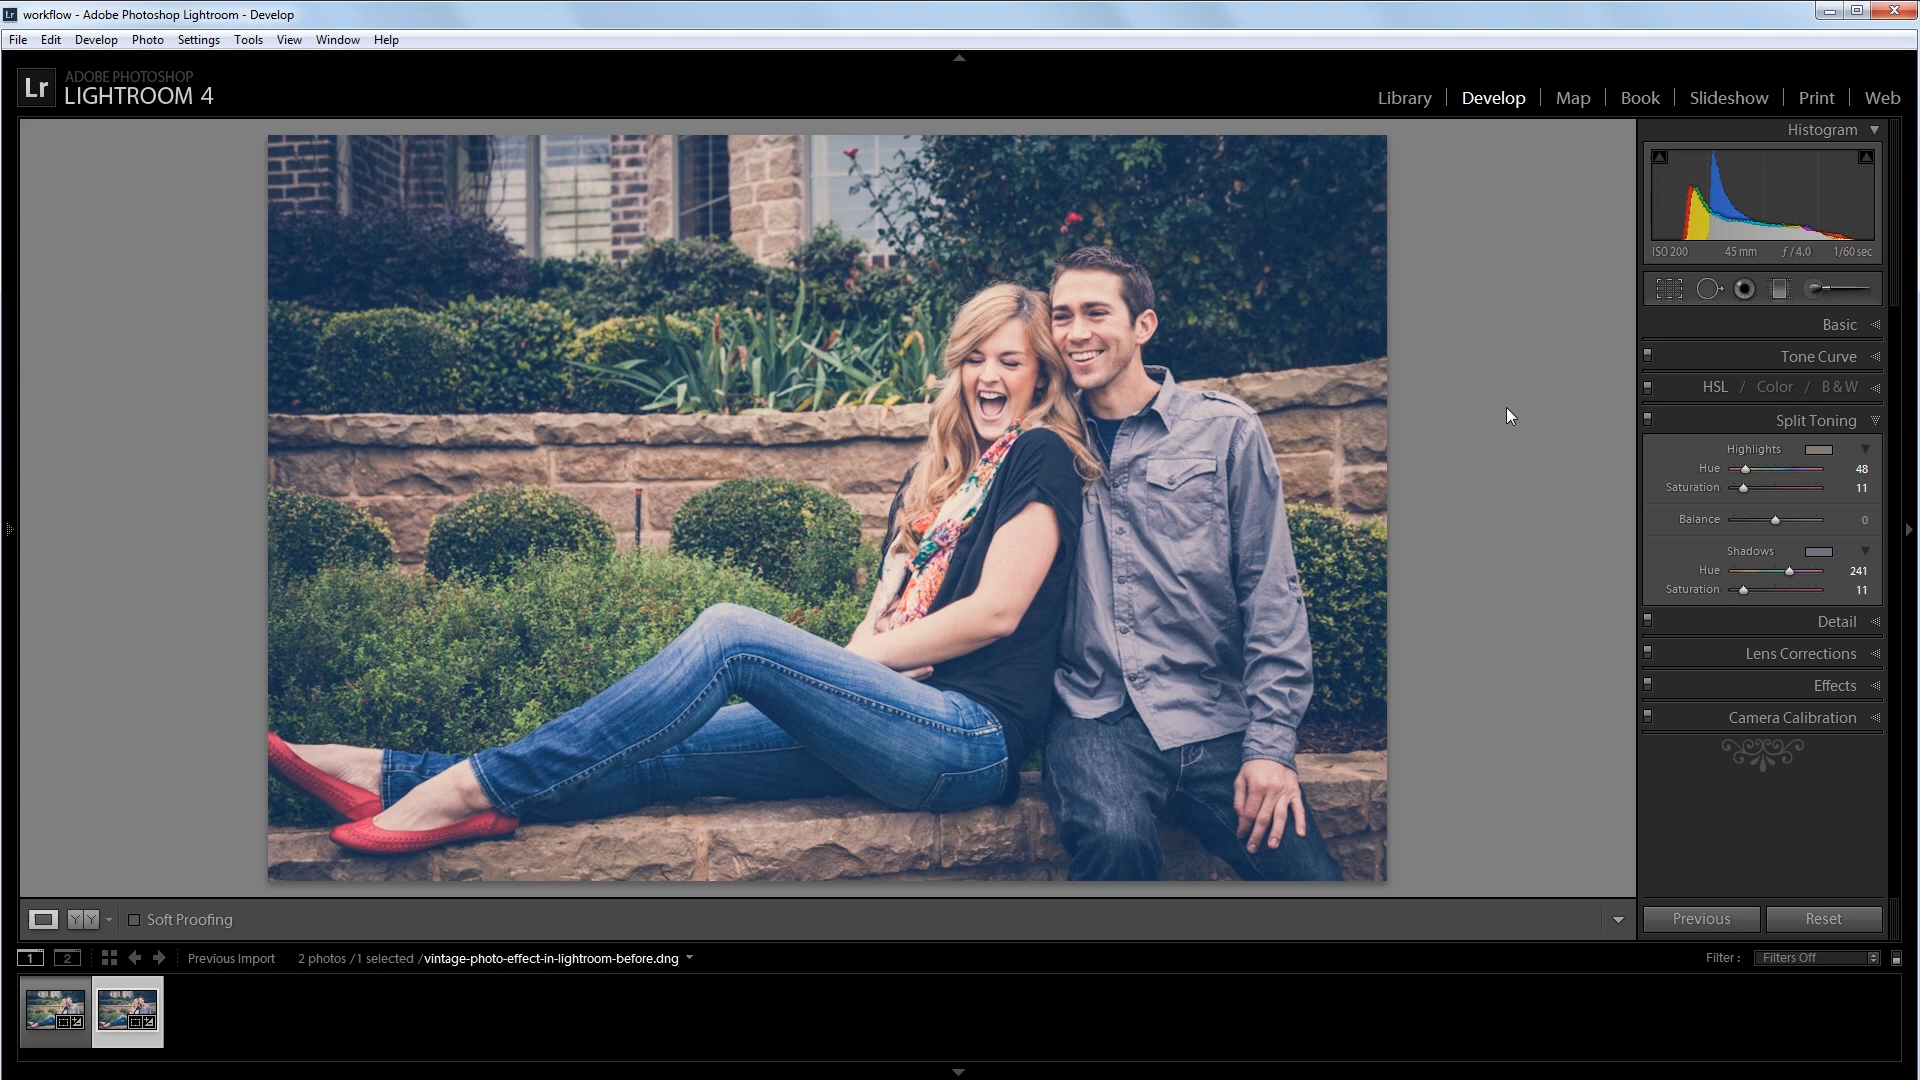 workflow - Adobe Photoshop Lightroom - Develop
File Edit Develop Photo Settings Tools View Window Help
Lr ADOBE PHOTOSHOP
LIGHTROOM 4
Library Develop Map Book Slideshow Print Web
Histogram
ISO 200 45 mm ƒ / 4.0 1/60 sec
Basic
Tone Curve
HSL / Color / B & W
Split Toning
Highlights
Hue 48
Saturation 11
Balance 0
Shadows
Hue 241
Saturation 11
Detail
Lens Corrections
Effects
Camera Calibration
Y Y Soft Proofing
Previous Reset
1 2 Previous Import 2 photos / 1 selected / vintage-photo-effect-in-lightroom-before.dng Filter : Filters Off